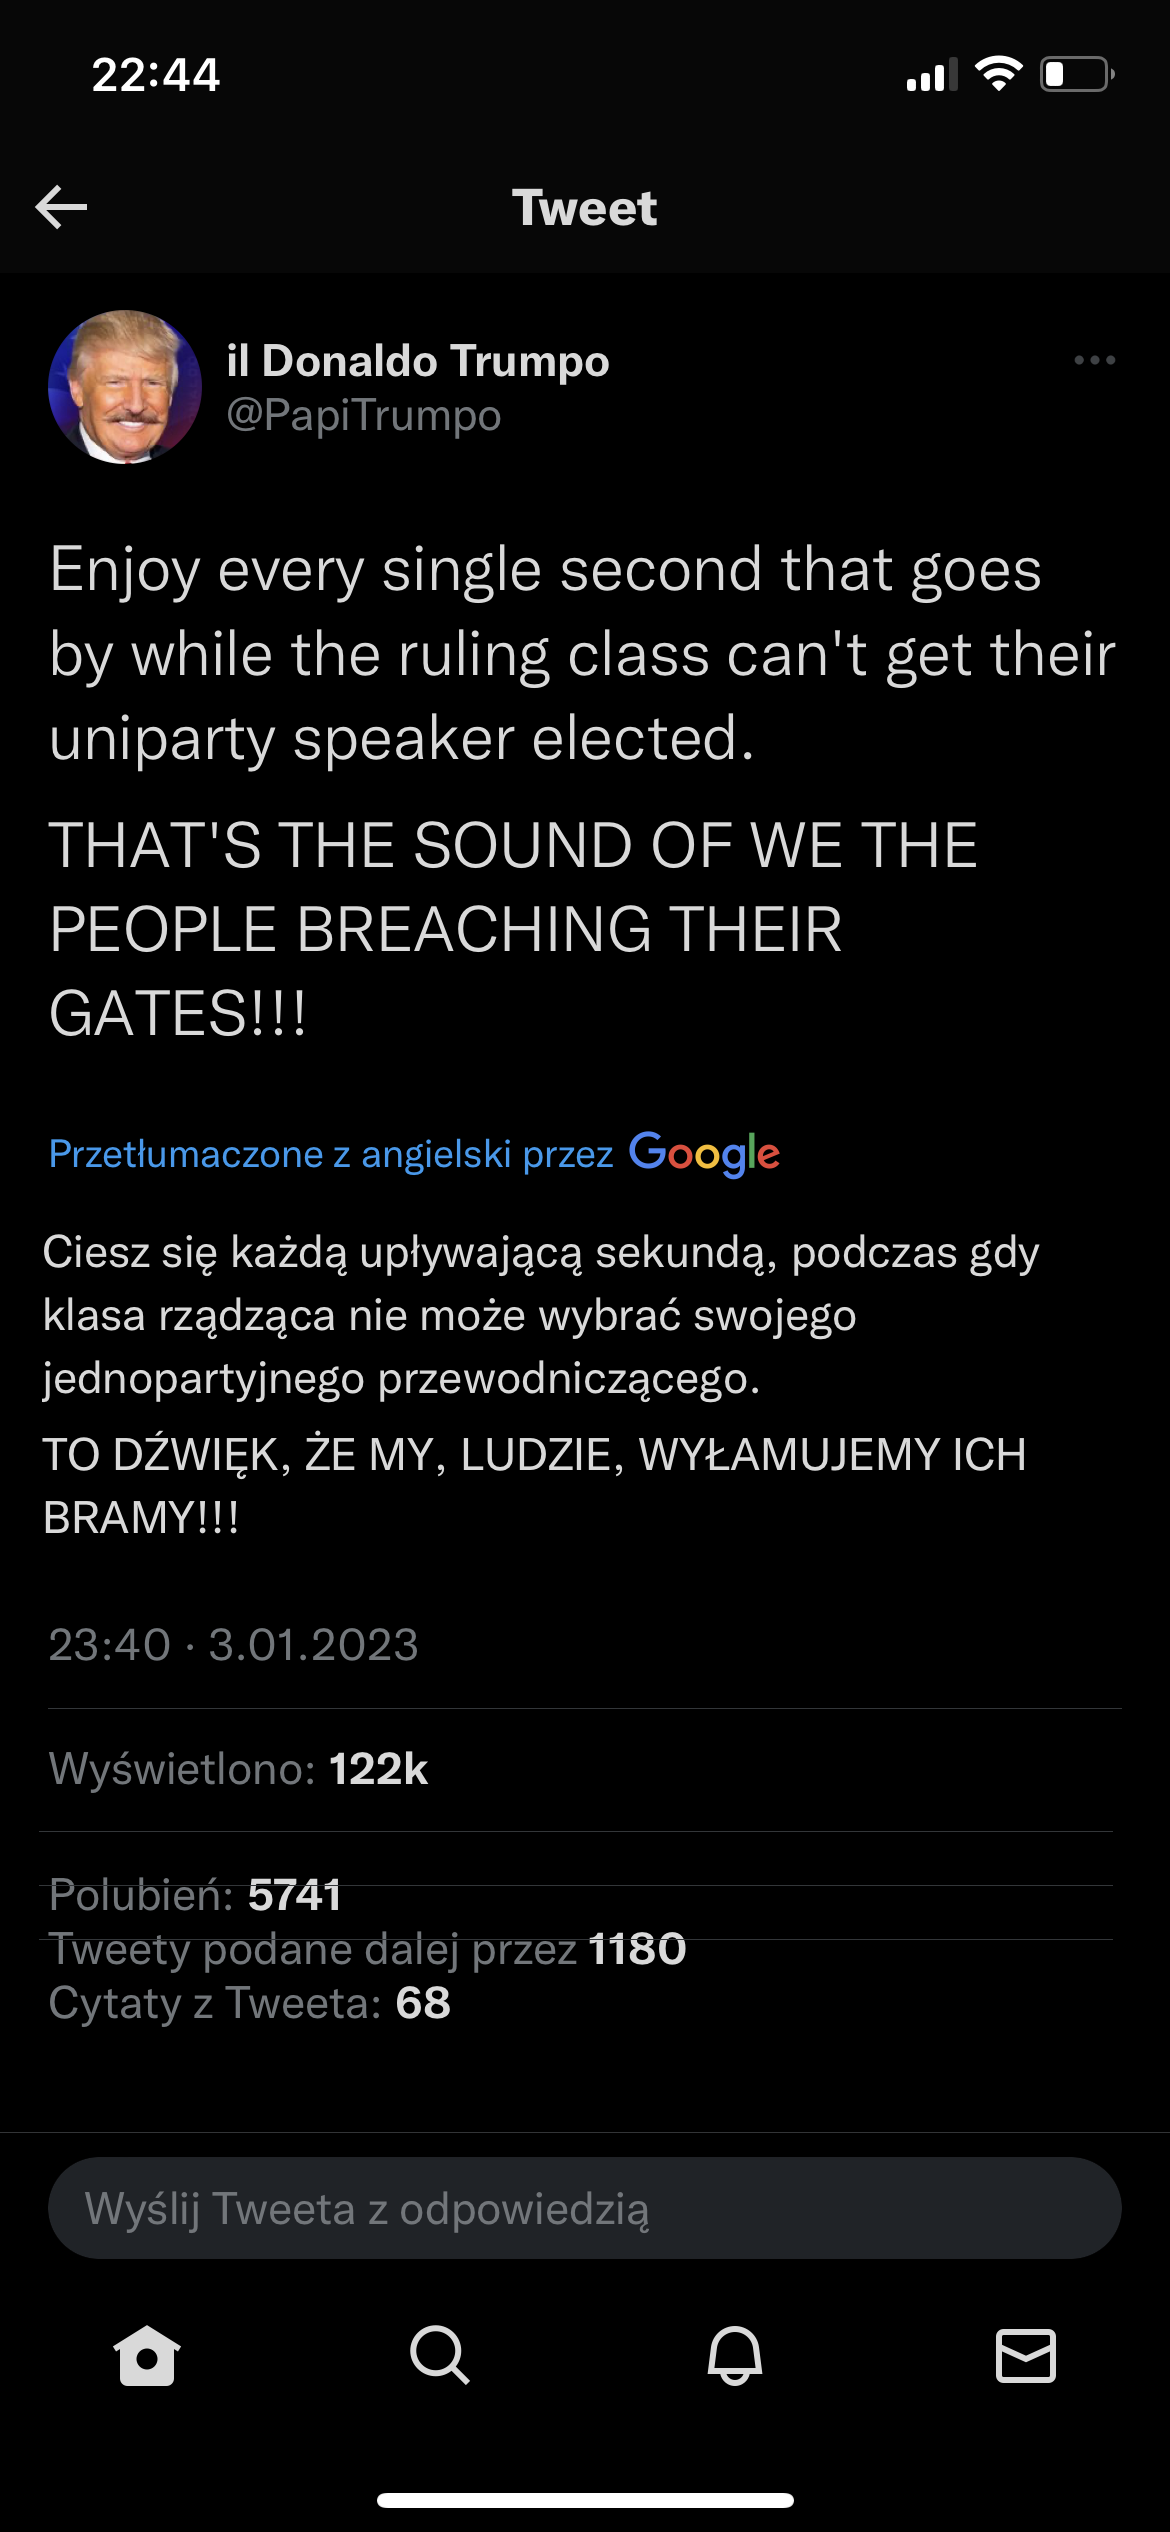 22:44
Tweet
il Donaldo Trumpo
@PapiTrumpo
Enjoy every single second that goes
by while the ruling class can't get their
uniparty speaker elected.
THAT'S THE SOUND OF WE THE
PEOPLE BREACHING THEIR
GATES!!!
Przetłumaczone z angielski przez Google
Ciesz się każdą upływającą sekundą, podczas gdy
klasa rządząca nie może wybrać swojego
jednopartyjnego przewodniczącego.
TO DŹWIĘK, ŻE MY, LUDZIE, WYŁAMUJEMY ICH
BRAMY!!!
23:40 · 3.01.2023
Wyświetlono: 122k
Polubień: 5741
Tweety podane dalej przez 1180
Cytaty z Tweeta: 68
Wyślij Tweeta z odpowiedzią